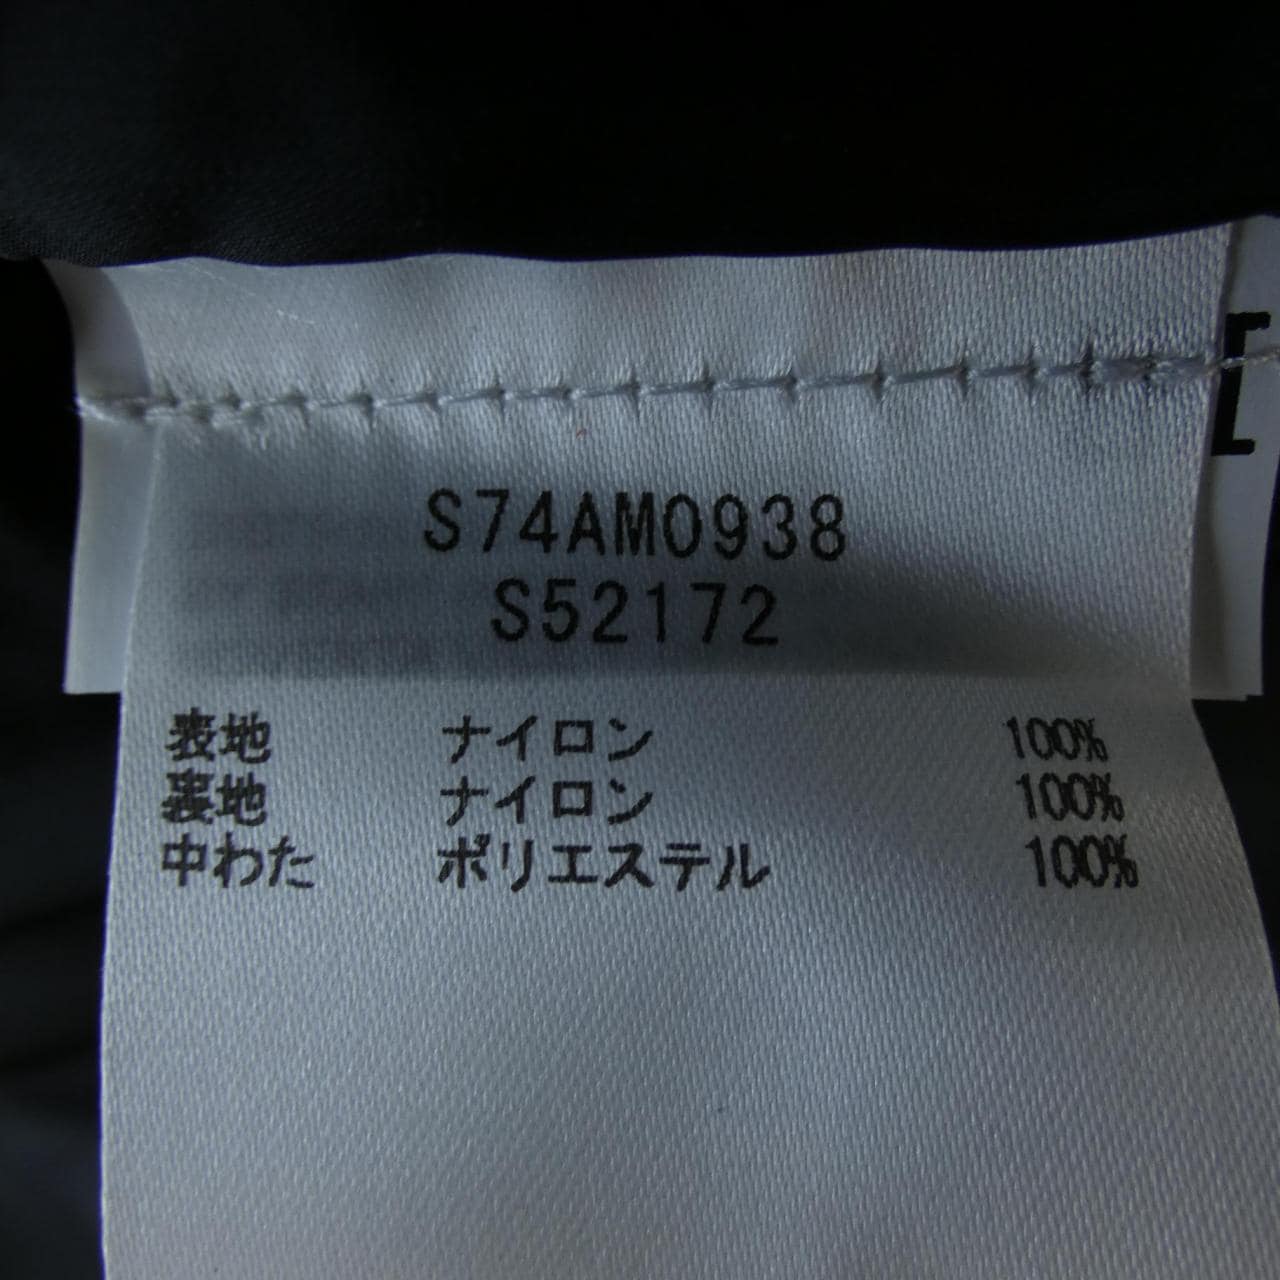 S74AM0938
S52172
表地 ナイロン 100%
裏地 ナイロン 100%
中わた ポリエステル 100%